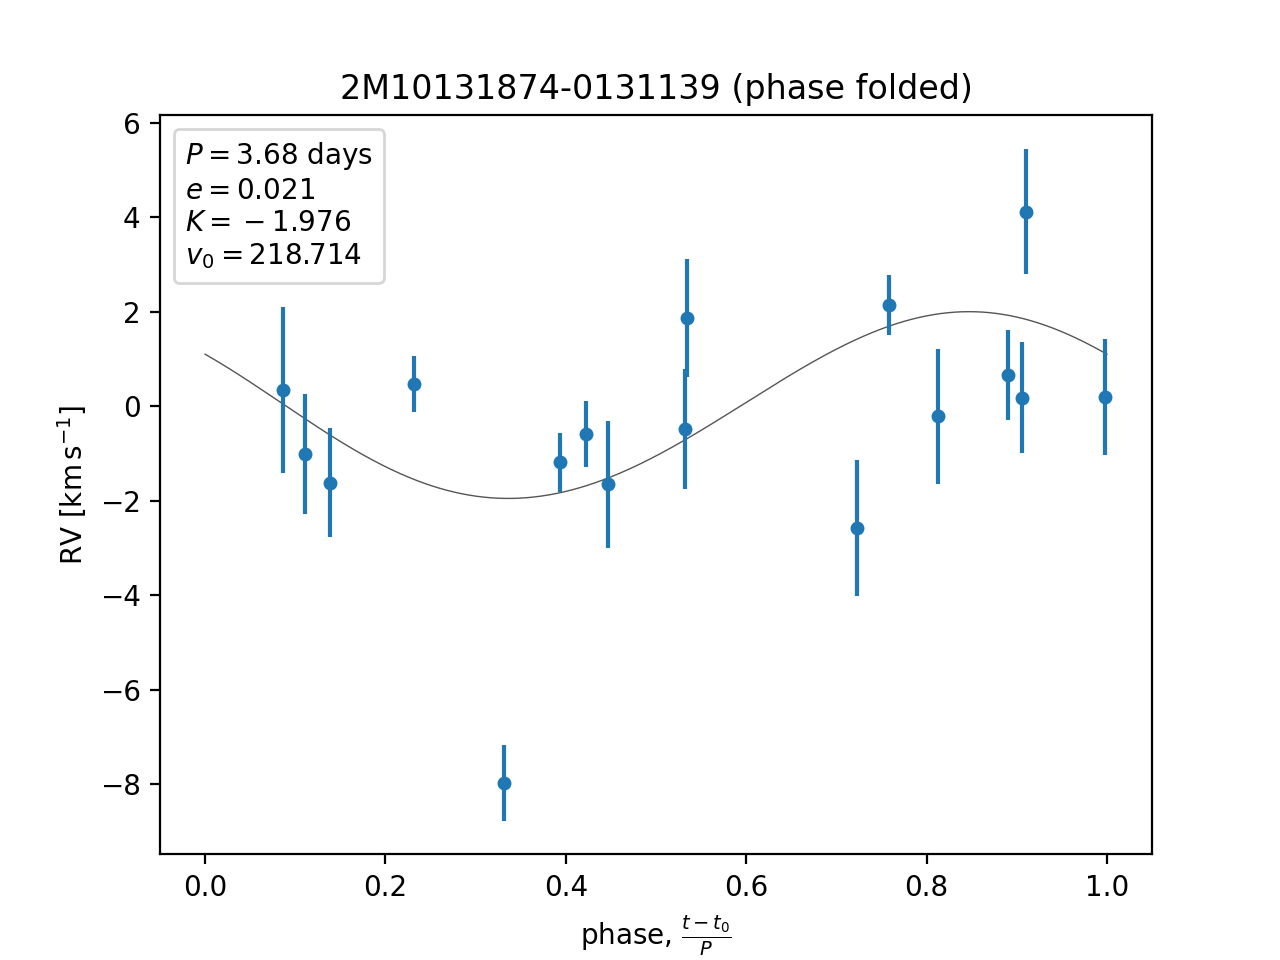 2M10131874-0131139 (phase folded)
P = 3.68 days
e = 0.021
K = −1.976
v₀ = 218.714
6
4
2
0
−2
−4
−6
−8
RV [km s⁻¹]
0.0 0.2 0.4 0.6 0.8 1.0
phase, (t − t₀)/P